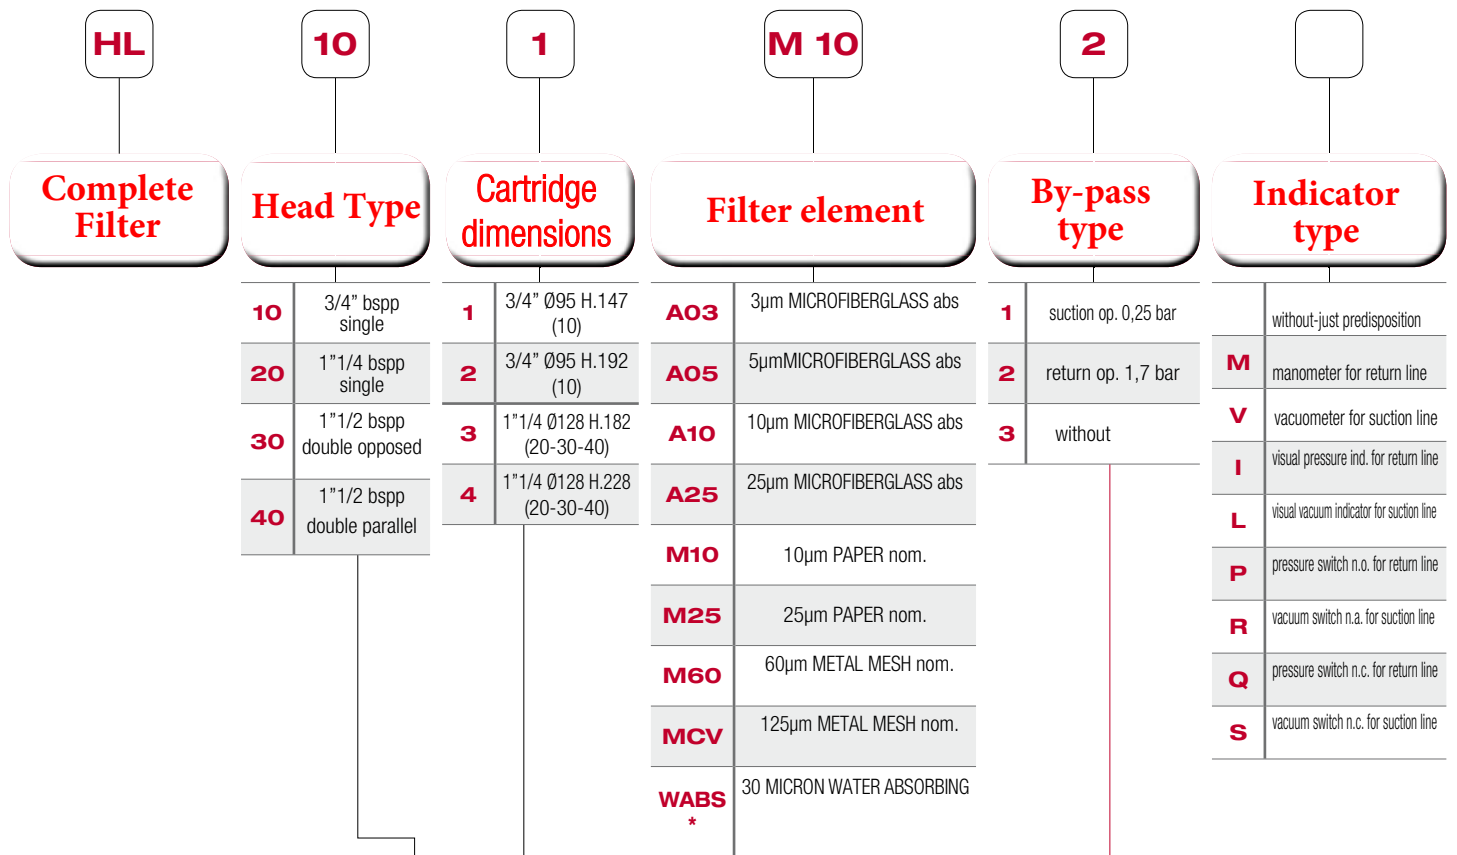 HL
10
1
M 10
2
Complete
Filter
Head Type
Cartridge
dimensions
Filter element
By-pass
type
Indicator
type
10
3/4” bspp
single
20
1”1/4 bspp
single
30
1”1/2 bspp
double opposed
40
1”1/2 bspp
double parallel
1
3/4” Ø95 H.147
(10)
2
3/4” Ø95 H.192
(10)
3
1”1/4 Ø128 H.182
(20-30-40)
4
1”1/4 Ø128 H.228
(20-30-40)
A03
3µm MICROFIBERGLASS abs
A05
5µmMICROFIBERGLASS abs
A10
10µm MICROFIBERGLASS abs
A25
25µm MICROFIBERGLASS abs
M10
10µm PAPER nom.
M25
25µm PAPER nom.
M60
60µm METAL MESH nom.
MCV
125µm METAL MESH nom.
WABS
*
30 MICRON WATER ABSORBING
1
suction op. 0,25 bar
2
return op. 1,7 bar
3
without
without-just predisposition
M
manometer for return line
V
vacuometer for suction line
I
visual pressure ind. for return line
L
visual vacuum indicator for suction line
P
pressure switch n.o. for return line
R
vacuum switch n.a. for suction line
Q
pressure switch n.c. for return line
S
vacuum switch n.c. for suction line